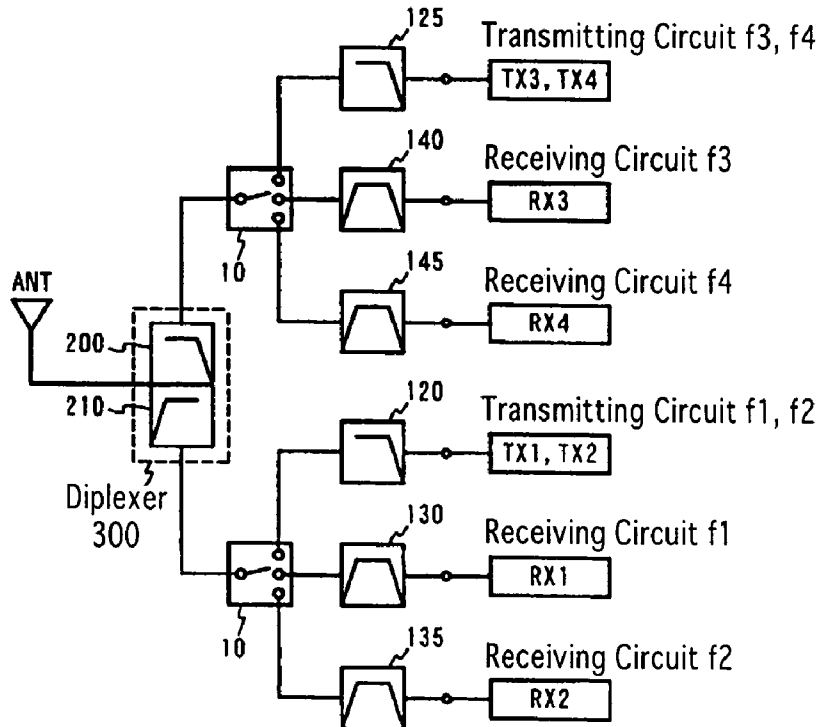 125
Transmitting Circuit f3, f4
TX3, TX4
140
Receiving Circuit f3
RX3
10
145
Receiving Circuit f4
RX4
ANT
200
210
Diplexer
300
120
Transmitting Circuit f1, f2
TX1, TX2
130
Receiving Circuit f1
RX1
10
135
Receiving Circuit f2
RX2